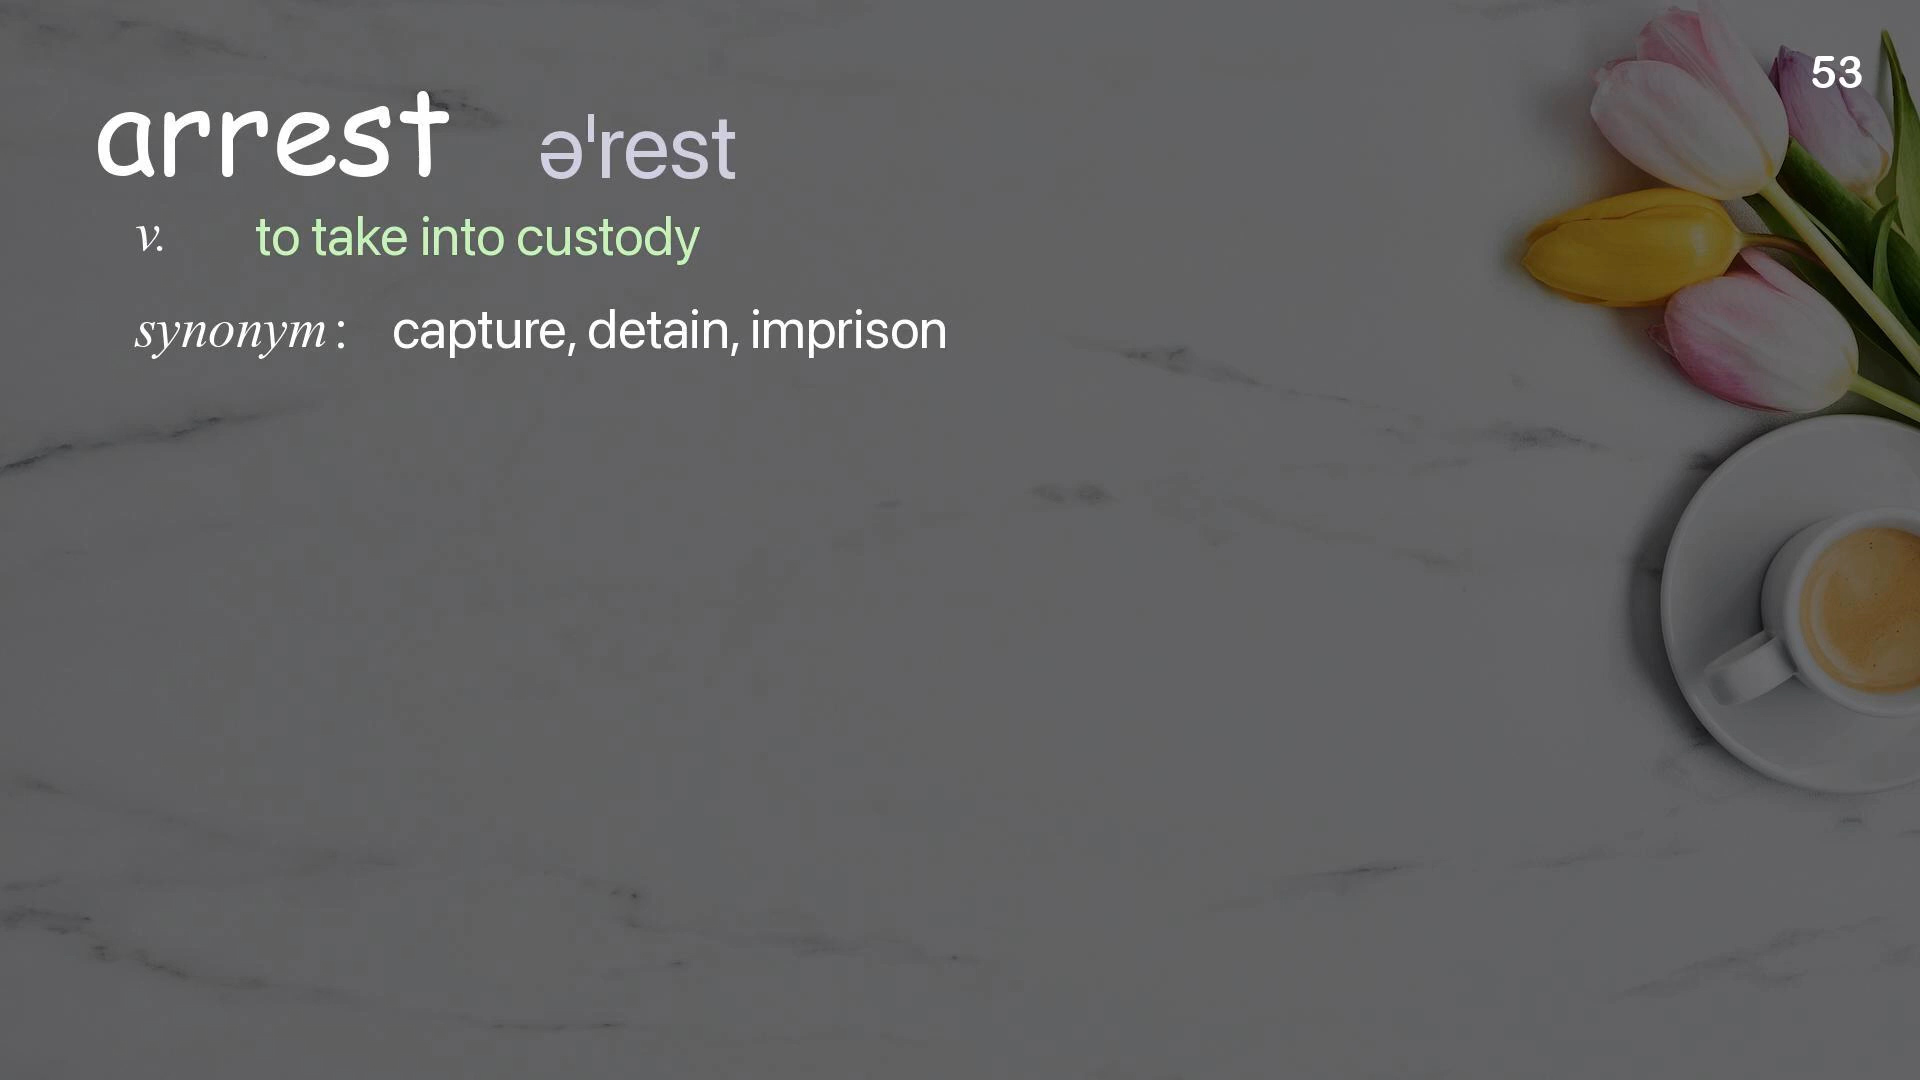 53
arrest əˈrest
v. to take into custody
synonym: capture, detain, imprison